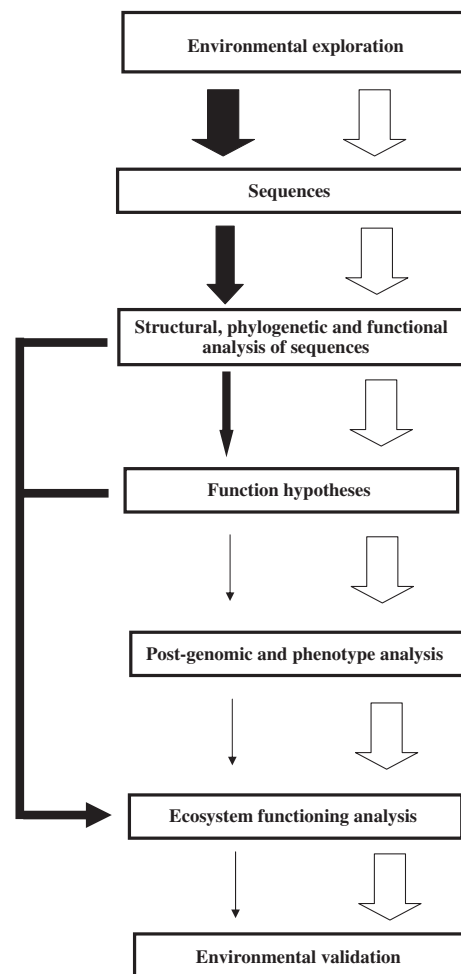 Environmental exploration
Sequences
Structural, phylogenetic and functional
analysis of sequences
Function hypotheses
Post-genomic and phenotype analysis
Ecosystem functioning analysis
Environmental validation